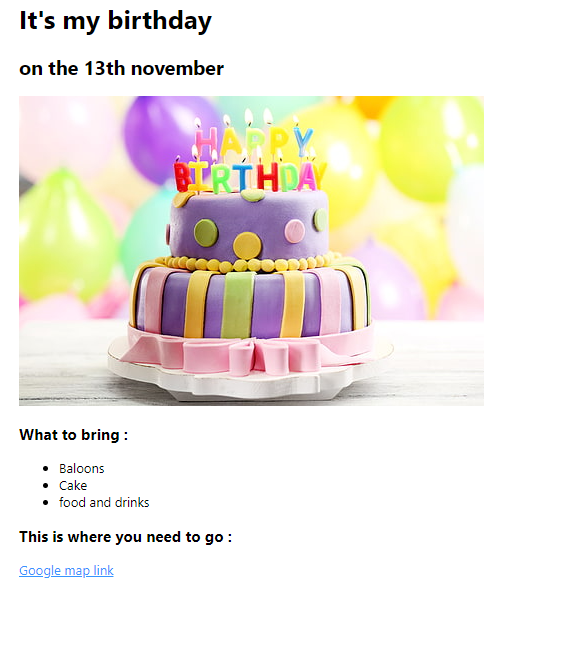 It's my birthday
on the 13th november
HAPPY
BIRTHDAY
What to bring :
Baloons
Cake
food and drinks
This is where you need to go :
Google map link